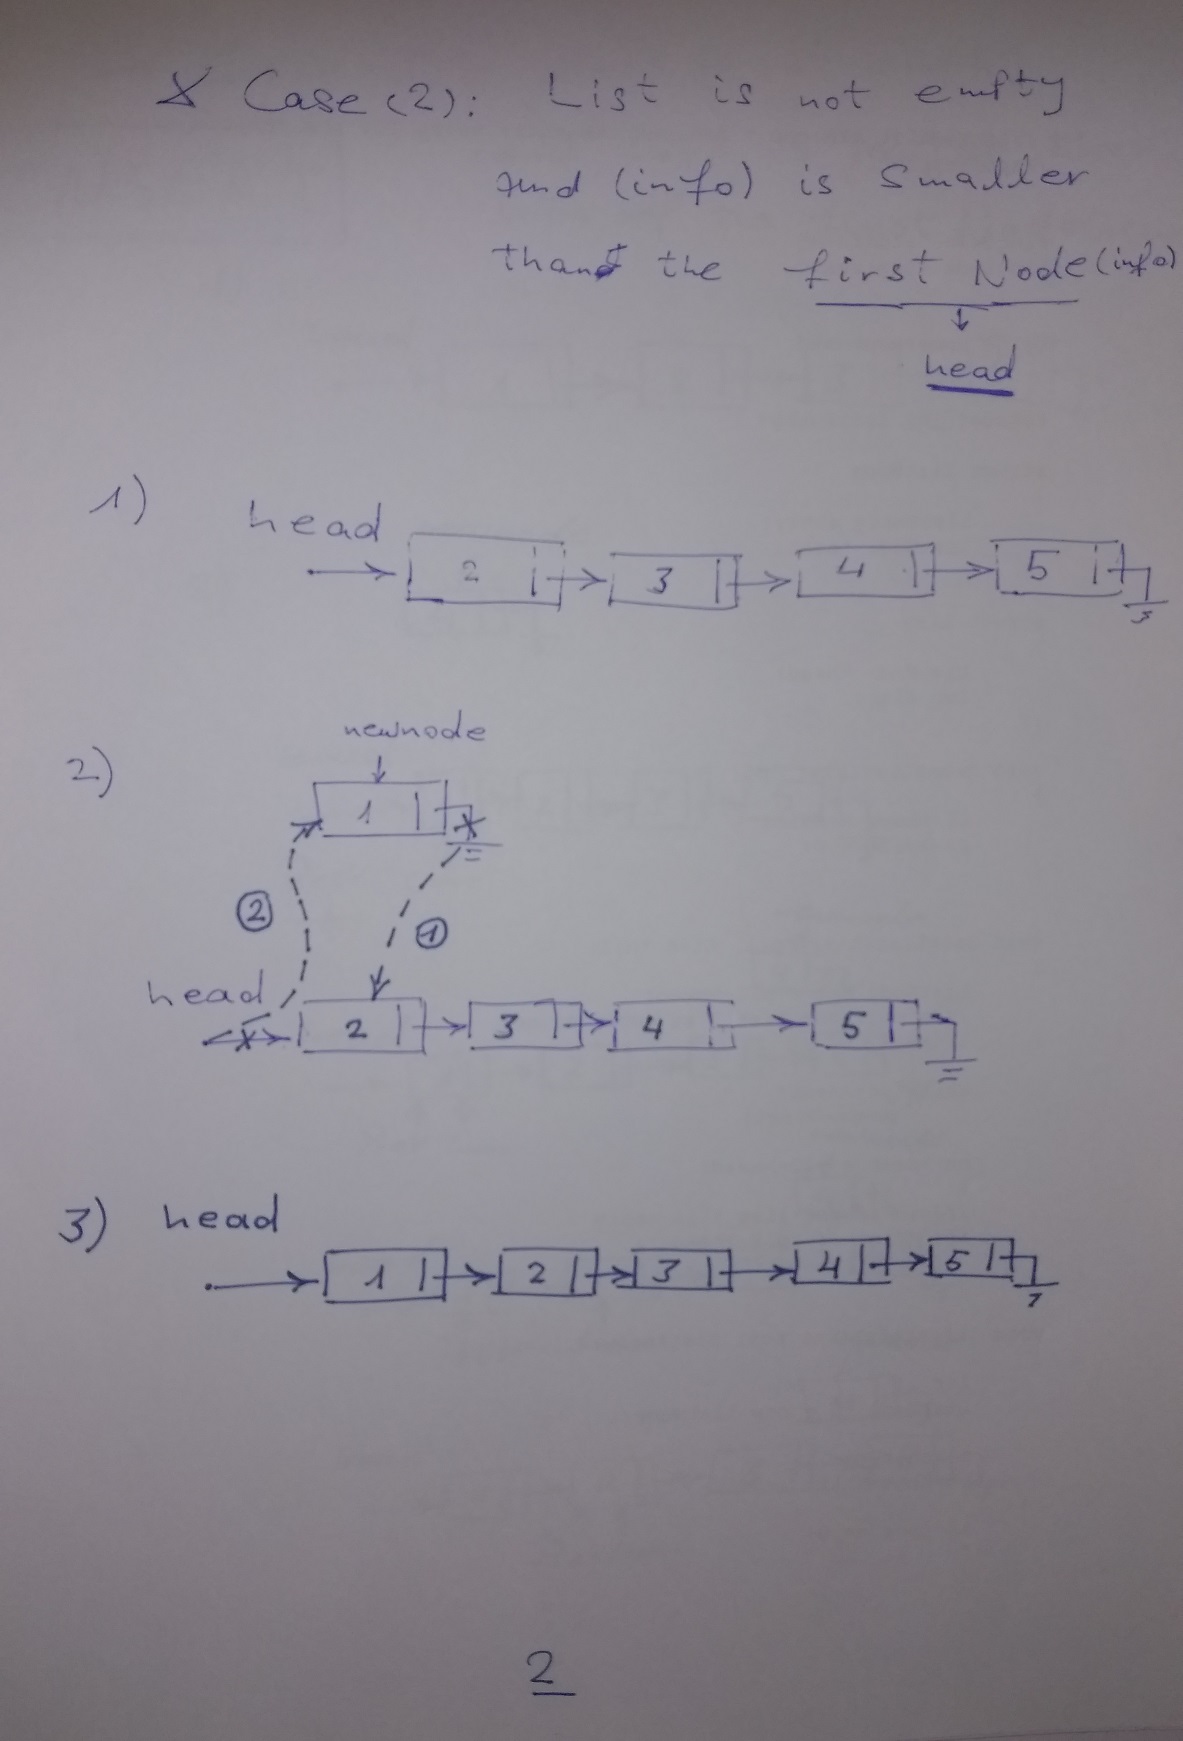 * Case (2): List is not empty
and (info) is smaller
than the first Node (info)
↓
head
1) head
2 3 4 5
newnode
2)
1
② ①
head
2 3 4 5
3) head
1 2 3 4 5
2